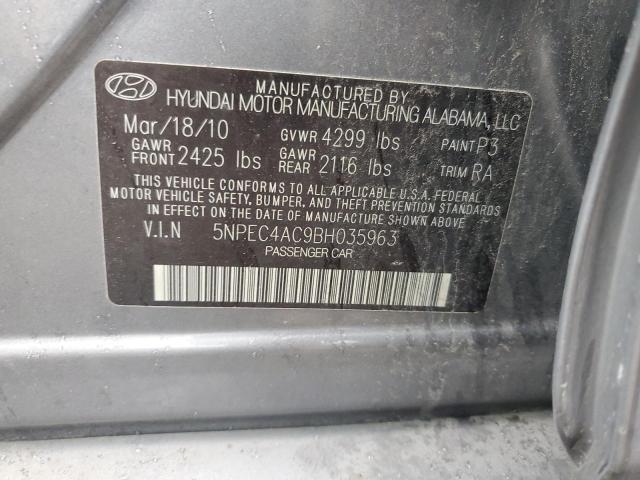 MANUFACTURED BY
HYUNDAI MOTOR MANUFACTURING ALABAMA, LLC
Mar/18/10 GVWR 4299 lbs PAINT P3
GAWR FRONT 2425 lbs GAWR REAR 2116 lbs TRIM RA
THIS VEHICLE CONFORMS TO ALL APPLICABLE U.S.A. FEDERAL
MOTOR VEHICLE SAFETY, BUMPER, AND THEFT PREVENTION STANDARDS
IN EFFECT ON THE DATE OF MANUFACTURE SHOWN ABOVE
V.I.N 5NPEC4AC9BH035963
PASSENGER CAR